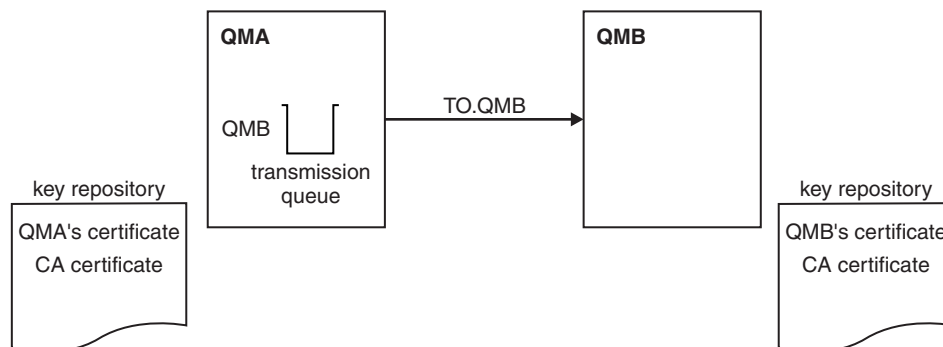 QMA
QMB
TO.QMB
QMB
transmission
queue
key repository
QMA's certificate
CA certificate
key repository
QMB's certificate
CA certificate